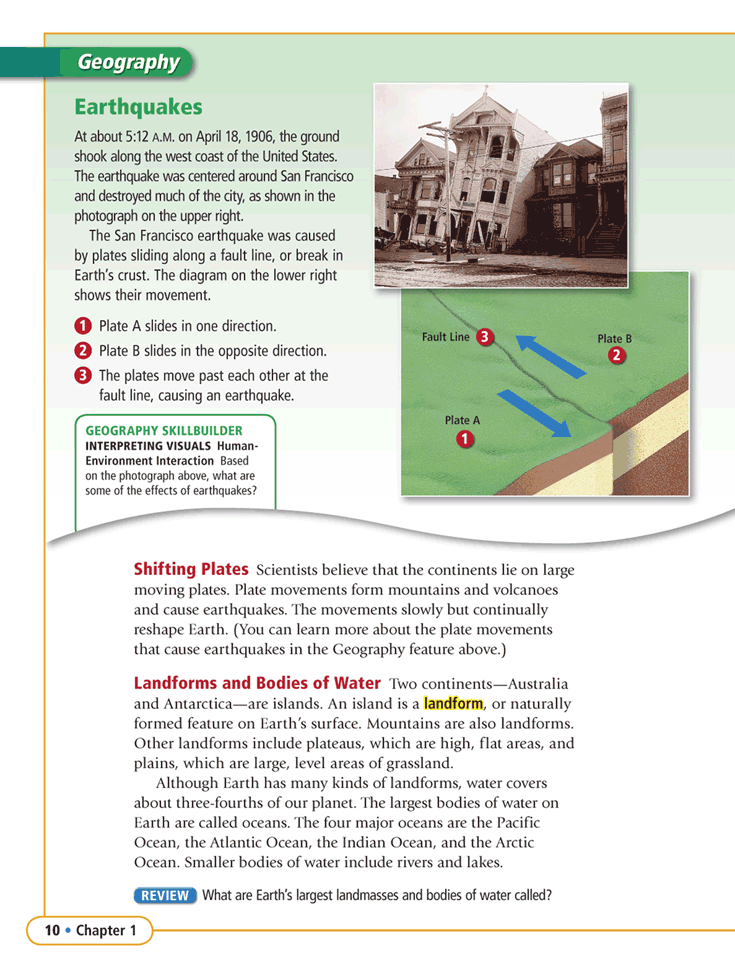 Geography
Earthquakes
At about 5:12 A.M. on April 18, 1906, the ground
shook along the west coast of the United States.
The earthquake was centered around San Francisco
and destroyed much of the city, as shown in the
photograph on the upper right.
The San Francisco earthquake was caused
by plates sliding along a fault line, or break in
Earth's crust. The diagram on the lower right
shows their movement.
1 Plate A slides in one direction.
2 Plate B slides in the opposite direction.
3 The plates move past each other at the
fault line, causing an earthquake.
Fault Line 3
Plate B
2
Plate A
1
GEOGRAPHY SKILLBUILDER
INTERPRETING VISUALS Human-
Environment Interaction Based
on the photograph above, what are
some of the effects of earthquakes?
Shifting Plates Scientists believe that the continents lie on large
moving plates. Plate movements form mountains and volcanoes
and cause earthquakes. The movements slowly but continually
reshape Earth. (You can learn more about the plate movements
that cause earthquakes in the Geography feature above.)
Landforms and Bodies of Water Two continents—Australia
and Antarctica—are islands. An island is a landform, or naturally
formed feature on Earth's surface. Mountains are also landforms.
Other landforms include plateaus, which are high, flat areas, and
plains, which are large, level areas of grassland.
Although Earth has many kinds of landforms, water covers
about three-fourths of our planet. The largest bodies of water on
Earth are called oceans. The four major oceans are the Pacific
Ocean, the Atlantic Ocean, the Indian Ocean, and the Arctic
Ocean. Smaller bodies of water include rivers and lakes.
REVIEW What are Earth's largest landmasses and bodies of water called?
10 • Chapter 1